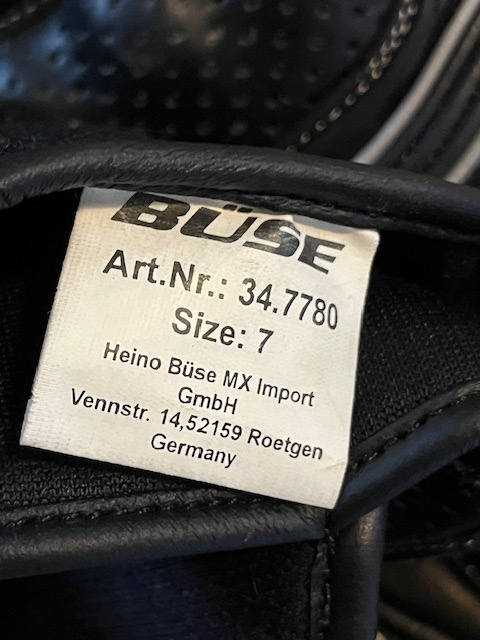 BÜSE
Art.Nr.: 34.7780
Size: 7
Heino Büse MX Import
GmbH
Vennstr. 14,52159 Roetgen
Germany